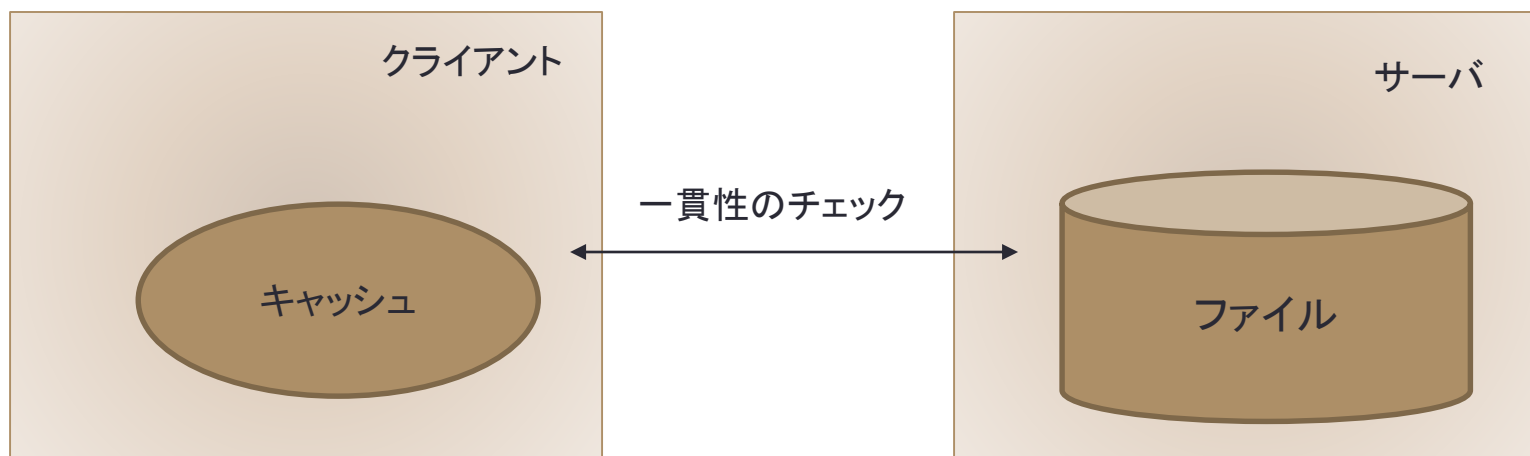 クライアント
サーバ
一貫性のチェック
キャッシュ
ファイル